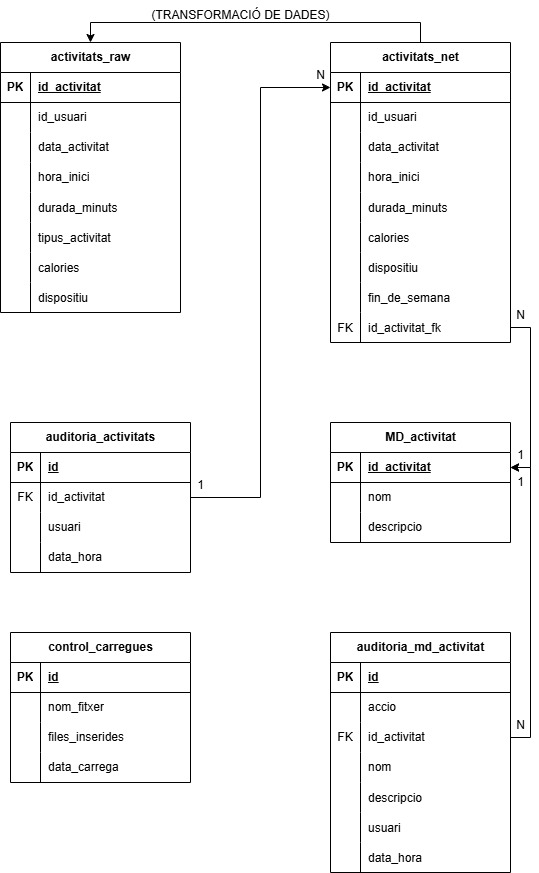 (TRANSFORMACIÓ DE DADES)
activitats_raw
PK id_activitat
id_usuari
data_activitat
hora_inici
durada_minuts
tipus_activitat
calories
dispositiu
activitats_net
N
PK id_activitat
id_usuari
data_activitat
hora_inici
durada_minuts
calories
dispositiu
fin_de_semana
FK id_activitat_fk
N
auditoria_activitats
PK id
FK id_activitat
usuari
data_hora
1
MD_activitat
PK id_activitat
nom
descripcio
1
1
control_carregues
PK id
nom_fitxer
files_inserides
data_carrega
auditoria_md_activitat
PK id
accio
FK id_activitat
nom
descripcio
usuari
data_hora
N